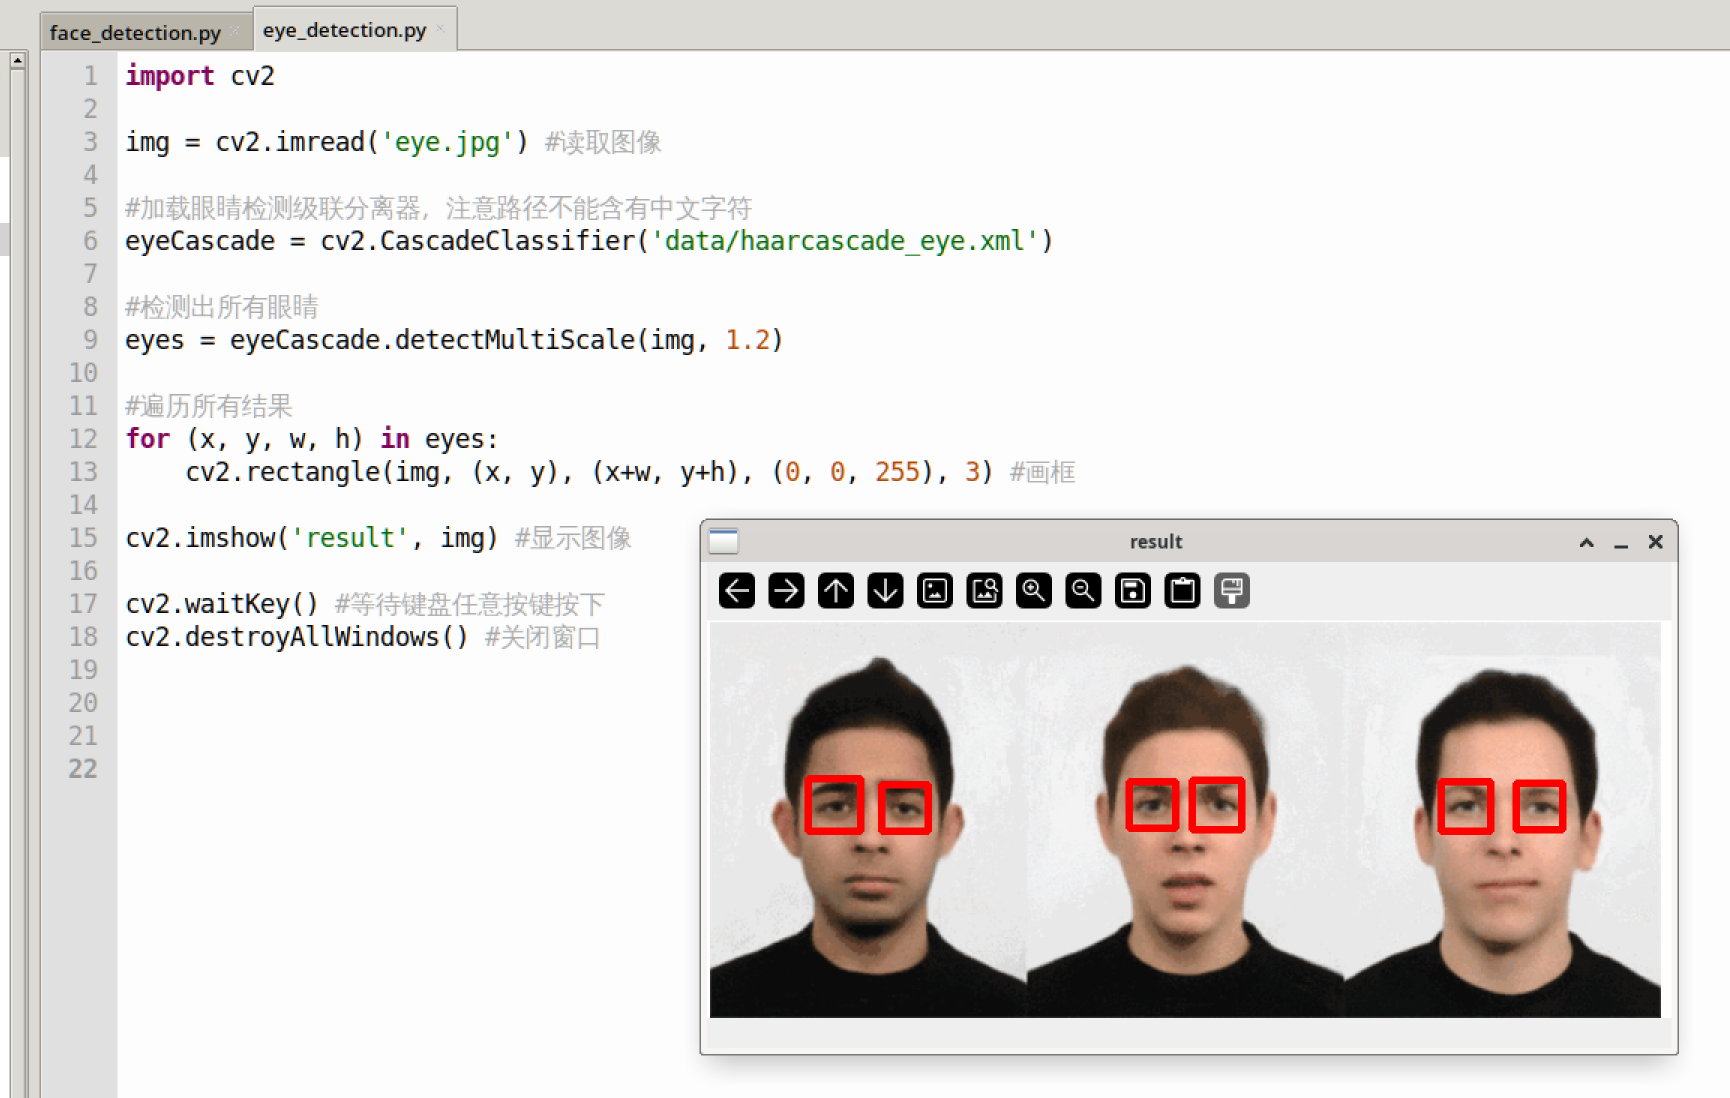 face_detection.py
eye_detection.py
1 import cv2
2
3 img = cv2.imread('eye.jpg') #读取图像
4
5 #加载眼睛检测级联分离器，注意路径不能含有中文字符
6 eyeCascade = cv2.CascadeClassifier('data/haarcascade_eye.xml')
7
8 #检测出所有眼睛
9 eyes = eyeCascade.detectMultiScale(img, 1.2)
10
11 #遍历所有结果
12 for (x, y, w, h) in eyes:
13     cv2.rectangle(img, (x, y), (x+w, y+h), (0, 0, 255), 3) #画框
14
15 cv2.imshow('result', img) #显示图像
16
17 cv2.waitKey() #等待键盘任意按键按下
18 cv2.destroyAllWindows() #关闭窗口
19
20
21
22
result